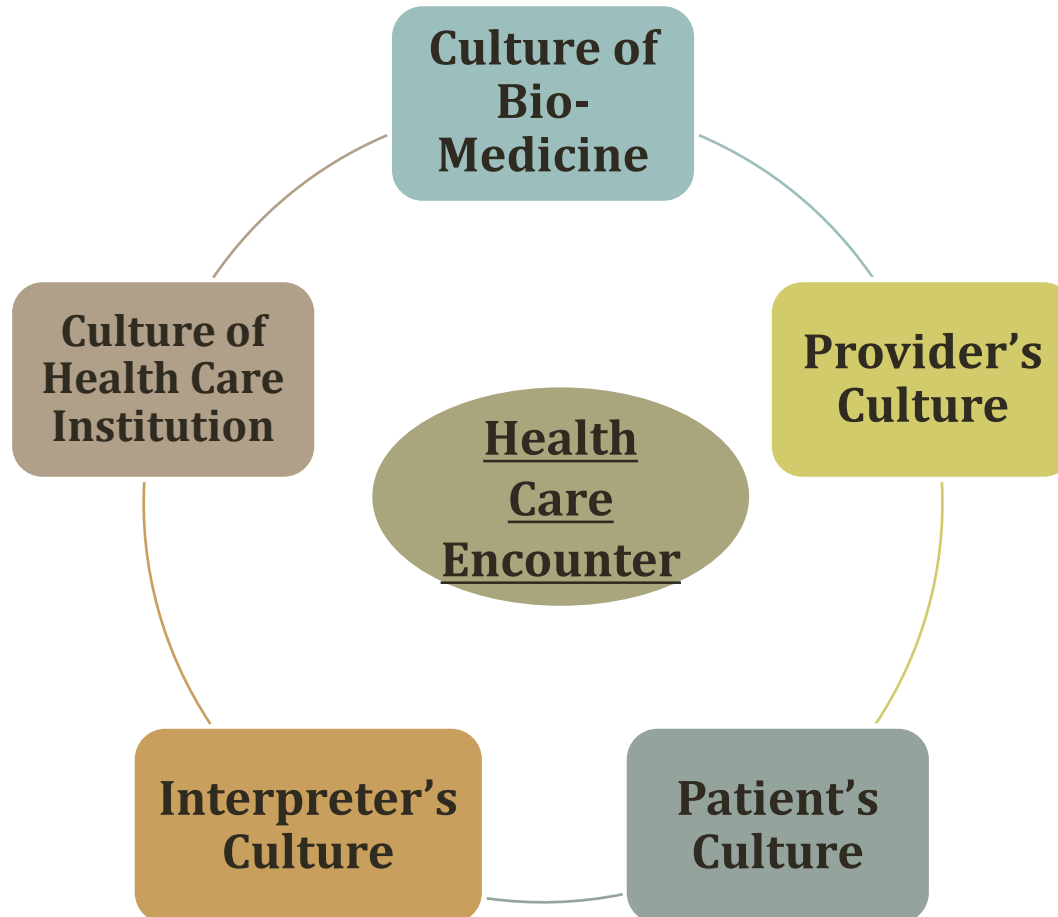 Culture of
Bio-
Medicine
Culture of
Health Care
Institution
Provider’s
Culture
Health
Care
Encounter
Interpreter’s
Culture
Patient’s
Culture